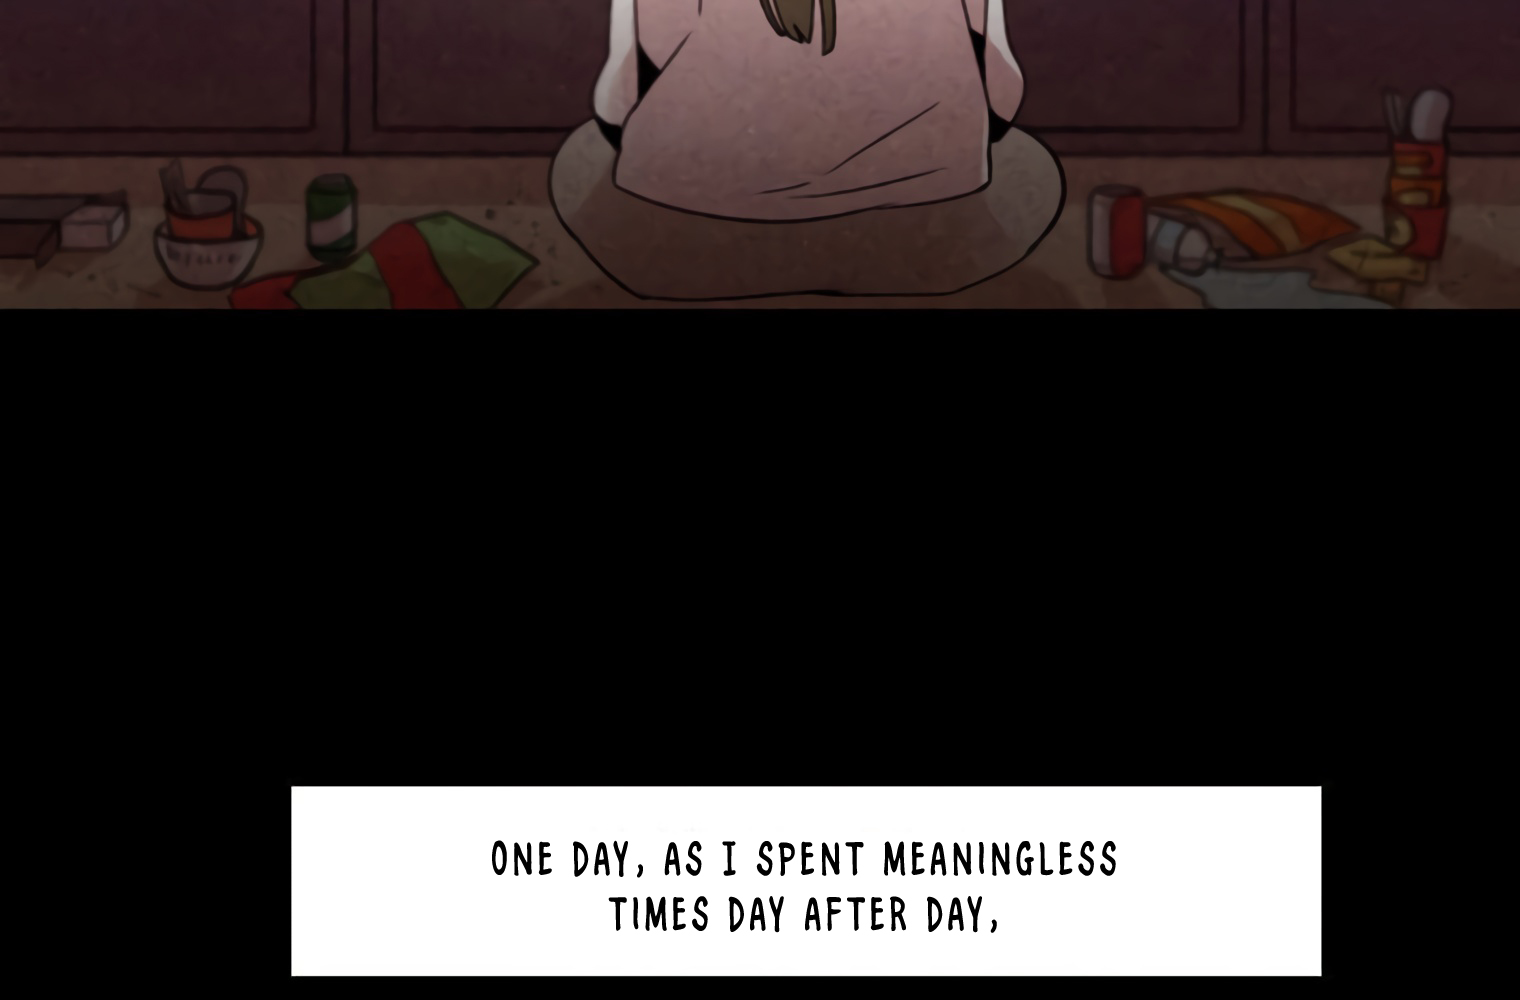 ONE DAY, AS I SPENT MEANINGLESS
TIMES DAY AFTER DAY,